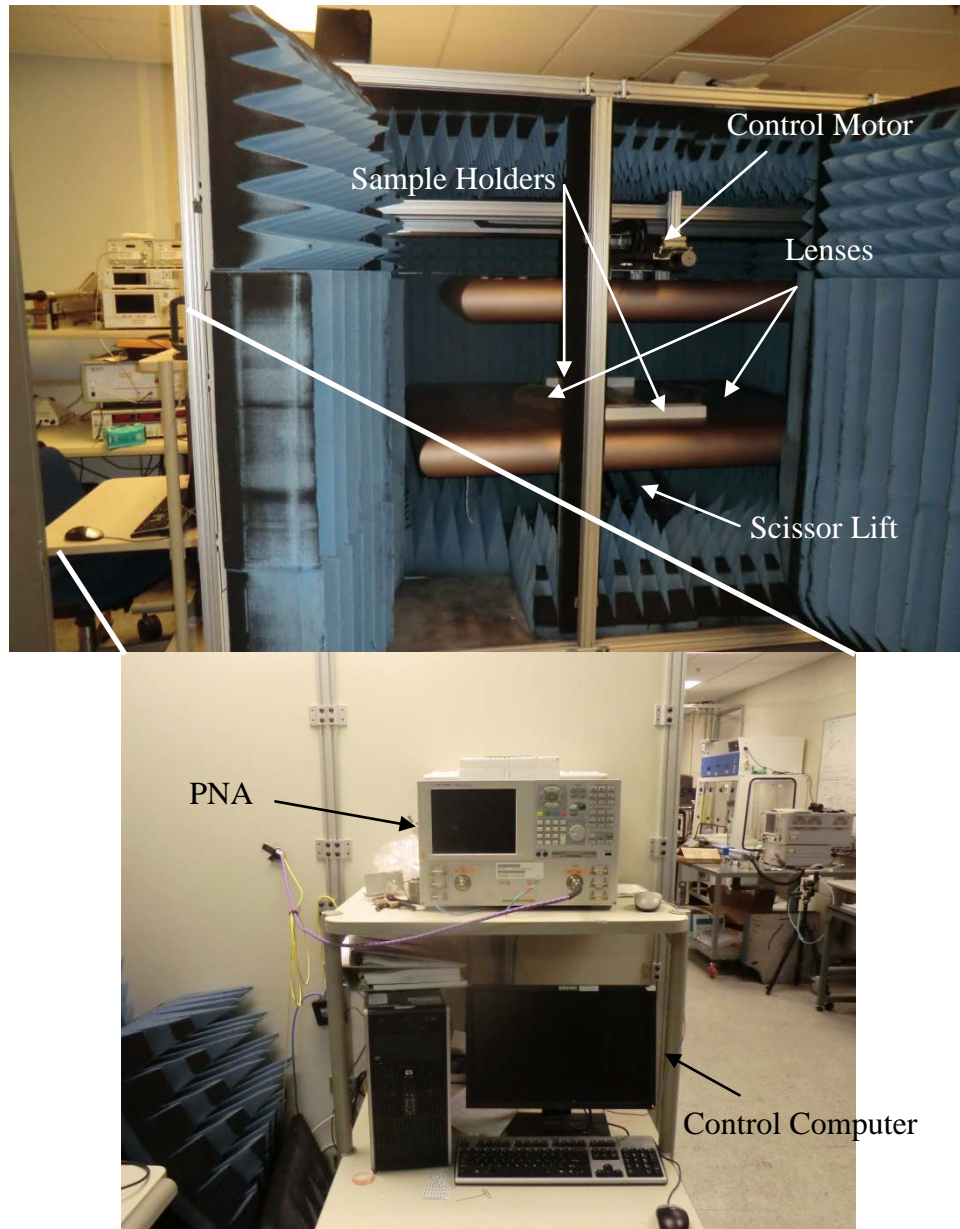 Control Motor
Sample Holders
Lenses
Scissor Lift
PNA
Control Computer